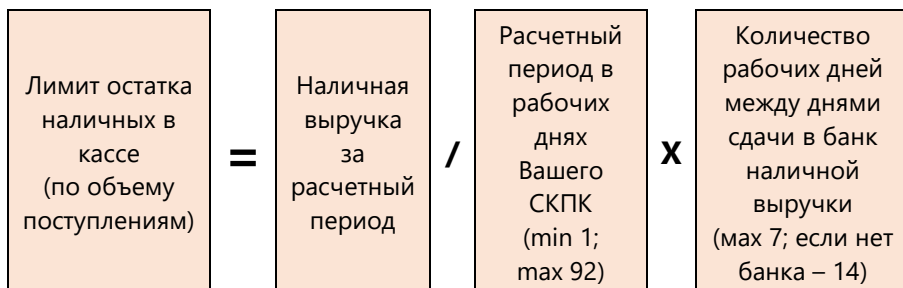 Лимит остатка
наличных в
кассе
(по объему
поступлениям)
=
Наличная
выручка
за
расчетный
период
/
Расчетный
период в
рабочих
днях
Вашего
СКПК
(min 1;
max 92)
X
Количество
рабочих дней
между днями
сдачи в банк
наличной
выручки
(мах 7; если нет
банка – 14)